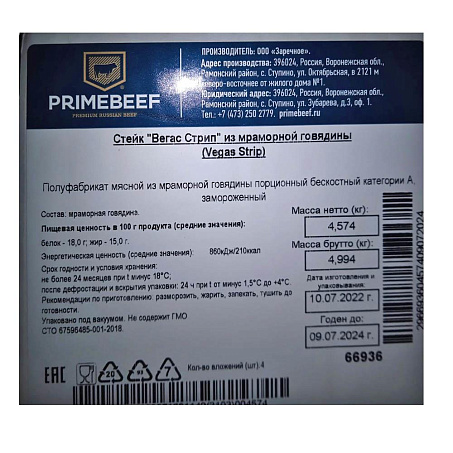 PRIMEBEEF
PREMIUM RUSSIAN BEEF
ПРОИЗВОДИТЕЛЬ: ООО «Заречное».
Адрес производства: 396024, Россия, Воронежская обл.,
Рамонский район, с. Ступино, ул. Октябрьская, в 2121 м
северо-восточнее от жилого дома №1.
Юридический адрес: 396024, Россия, Воронежская обл.,
Рамонский район, с. Ступино, ул. Зубарева, д.3, оф. 1.
Тел.: +7 (473) 250 2779. primebeef.ru
Стейк "Вегас Стрип" из мраморной говядины
(Vegas Strip)
Полуфабрикат мясной из мраморной говядины порционный бескостный категории А,
замороженный
Состав: мраморная говядина.
Пищевая ценность в 100 г продукта (средние значения):
белок - 18,0 г; жир - 15,0 г.
Энергетическая ценность (средние значения): 860кДж/210ккал
Срок годности и условия хранения:
не более 24 месяцев при t минус 18°С;
после дефростации и вскрытия упаковки: 24 ч при t от минус 1,5°С до +4°С.
Рекомендации по приготовлению: разморозить, жарить, запекать, тушить до
готовности.
Упаковано под вакуумом. Не содержит ГМО
СТО 67596485-001-2018.
Масса нетто (кг):
4,574
Масса брутто (кг):
4,994
Дата изготовления и
упаковывания:
10.07.2022 г.
Годен до:
09.07.2024 г.
66936
EAC
20
7
Кол-во вложений (шт): 4